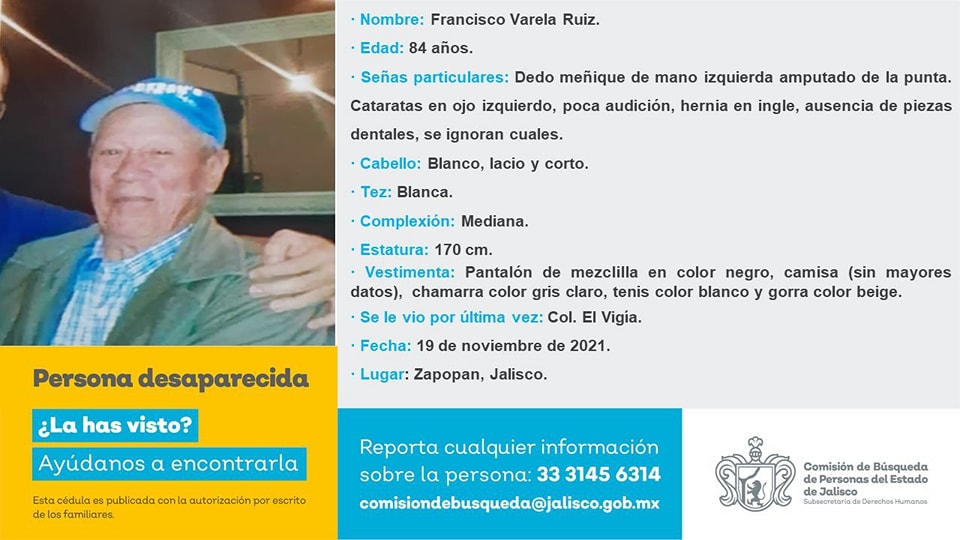 · Nombre: Francisco Varela Ruiz.
· Edad: 84 años.
· Señas particulares: Dedo meñique de mano izquierda amputado de la punta.
Cataratas en ojo izquierdo, poca audición, hernia en ingle, ausencia de piezas
dentales, se ignoran cuales.
· Cabello: Blanco, lacio y corto.
· Tez: Blanca.
· Complexión: Mediana.
· Estatura: 170 cm.
· Vestimenta: Pantalón de mezclilla en color negro, camisa (sin mayores
datos), chamarra color gris claro, tenis color blanco y gorra color beige.
· Se le vio por última vez: Col. El Vigía.
· Fecha: 19 de noviembre de 2021.
· Lugar: Zapopan, Jalisco.
Persona desaparecida
¿La has visto?
Ayúdanos a encontrarla
Esta cédula es publicada con la autorización por escrito
de los familiares.
Reporta cualquier información
sobre la persona: 33 3145 6314
comisiondebusqueda@jalisco.gob.mx
Comisión de Búsqueda
de Personas del Estado
de Jalisco
Subsecretaría de Derechos Humanos